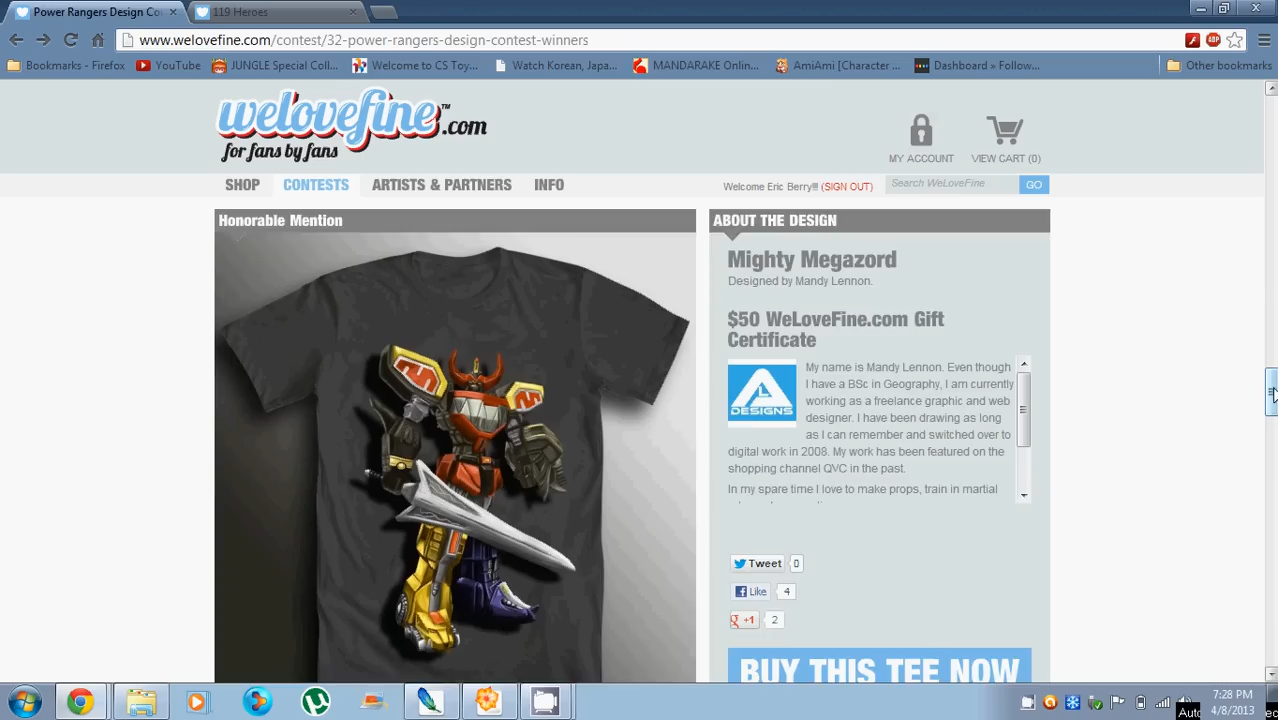 Power Rangers Design Co
119 Heroes
www.welovefine.com/contest/32-power-rangers-design-contest-winners
ABP
Bookmarks - Firefox
YouTube
JUNGLE Special Coll...
Welcome to CS Toy...
Watch Korean, Japa...
MANDARAKE Onlin...
AmiAmi [Character ...
Dashboard » Follow...
Other bookmarks
welovefine™.com
for fans by fans
MY ACCOUNT
VIEW CART (0)
SHOP
CONTESTS
ARTISTS & PARTNERS
INFO
Welcome Eric Berry!!! (SIGN OUT)
Search WeLoveFine
GO
Honorable Mention
ABOUT THE DESIGN
Mighty Megazord
Designed by Mandy Lennon.
$50 WeLoveFine.com Gift
Certificate
DESIGNS
My name is Mandy Lennon. Even though
I have a BSc in Geography, I am currently
working as a freelance graphic and web
designer. I have been drawing as long
as I can remember and switched over to
digital work in 2008. My work has been featured on the
shopping channel QVC in the past.
In my spare time I love to make props, train in martial
Tweet 0
Like 4
+1 2
BUY THIS TEE NOW
7:28 PM
4/8/2013